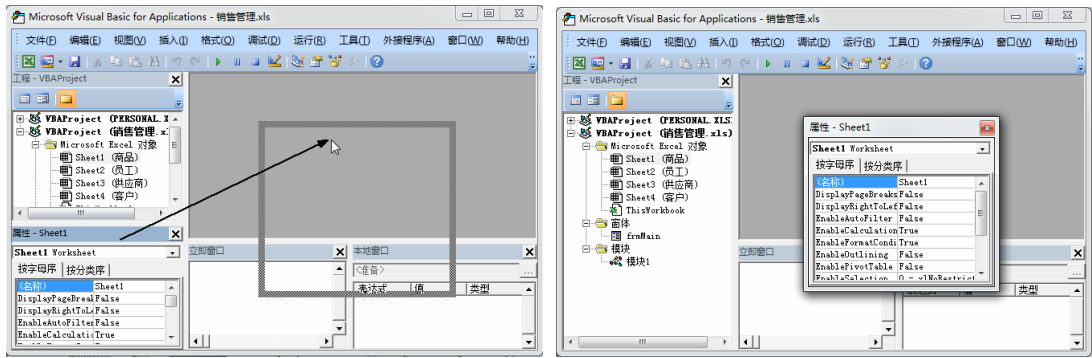 Microsoft Visual Basic for Applications - 销售管理.xls
文件(F) 编辑(E) 视图(V) 插入(I) 格式(O) 调试(D) 运行(R) 工具(T) 外接程序(A) 窗口(W) 帮助(H)
工程 - VBAProject
VBAProject (PERSONAL.X
VBAProject (销售管理.x
Microsoft Excel 对象
Sheet1 (商品)
Sheet2 (员工)
Sheet3 (供应商)
Sheet4 (客户)
属性 - Sheet1
Sheet1 Worksheet
按字母序 按分类序
(名称) Sheet1
DisplayPageBreak False
DisplayRightToLe False
EnableAutoFilter False
EnableCalculatic True
立即窗口
本地窗口
<准备>
表达式 值 类型
Microsoft Visual Basic for Applications - 销售管理.xls
文件(F) 编辑(E) 视图(V) 插入(I) 格式(O) 调试(D) 运行(R) 工具(T) 外接程序(A) 窗口(W) 帮助(H)
工程 - VBAProject
VBAProject (PERSONAL.XLS
VBAProject (销售管理.xls)
Microsoft Excel 对象
Sheet1 (商品)
Sheet2 (员工)
Sheet3 (供应商)
Sheet4 (客户)
ThisWorkbook
窗体
frmMain
模块
模块1
属性 - Sheet1
Sheet1 Worksheet
按字母序 按分类序
(名称) Sheet1
DisplayPageBreaks False
DisplayRightToLef False
EnableAutoFilter False
EnableCalculation True
EnableFormatCondi True
EnableOutlining False
EnablePivotTable False
EnableSelection 0 - xlNoRestrict
立即窗口
类型